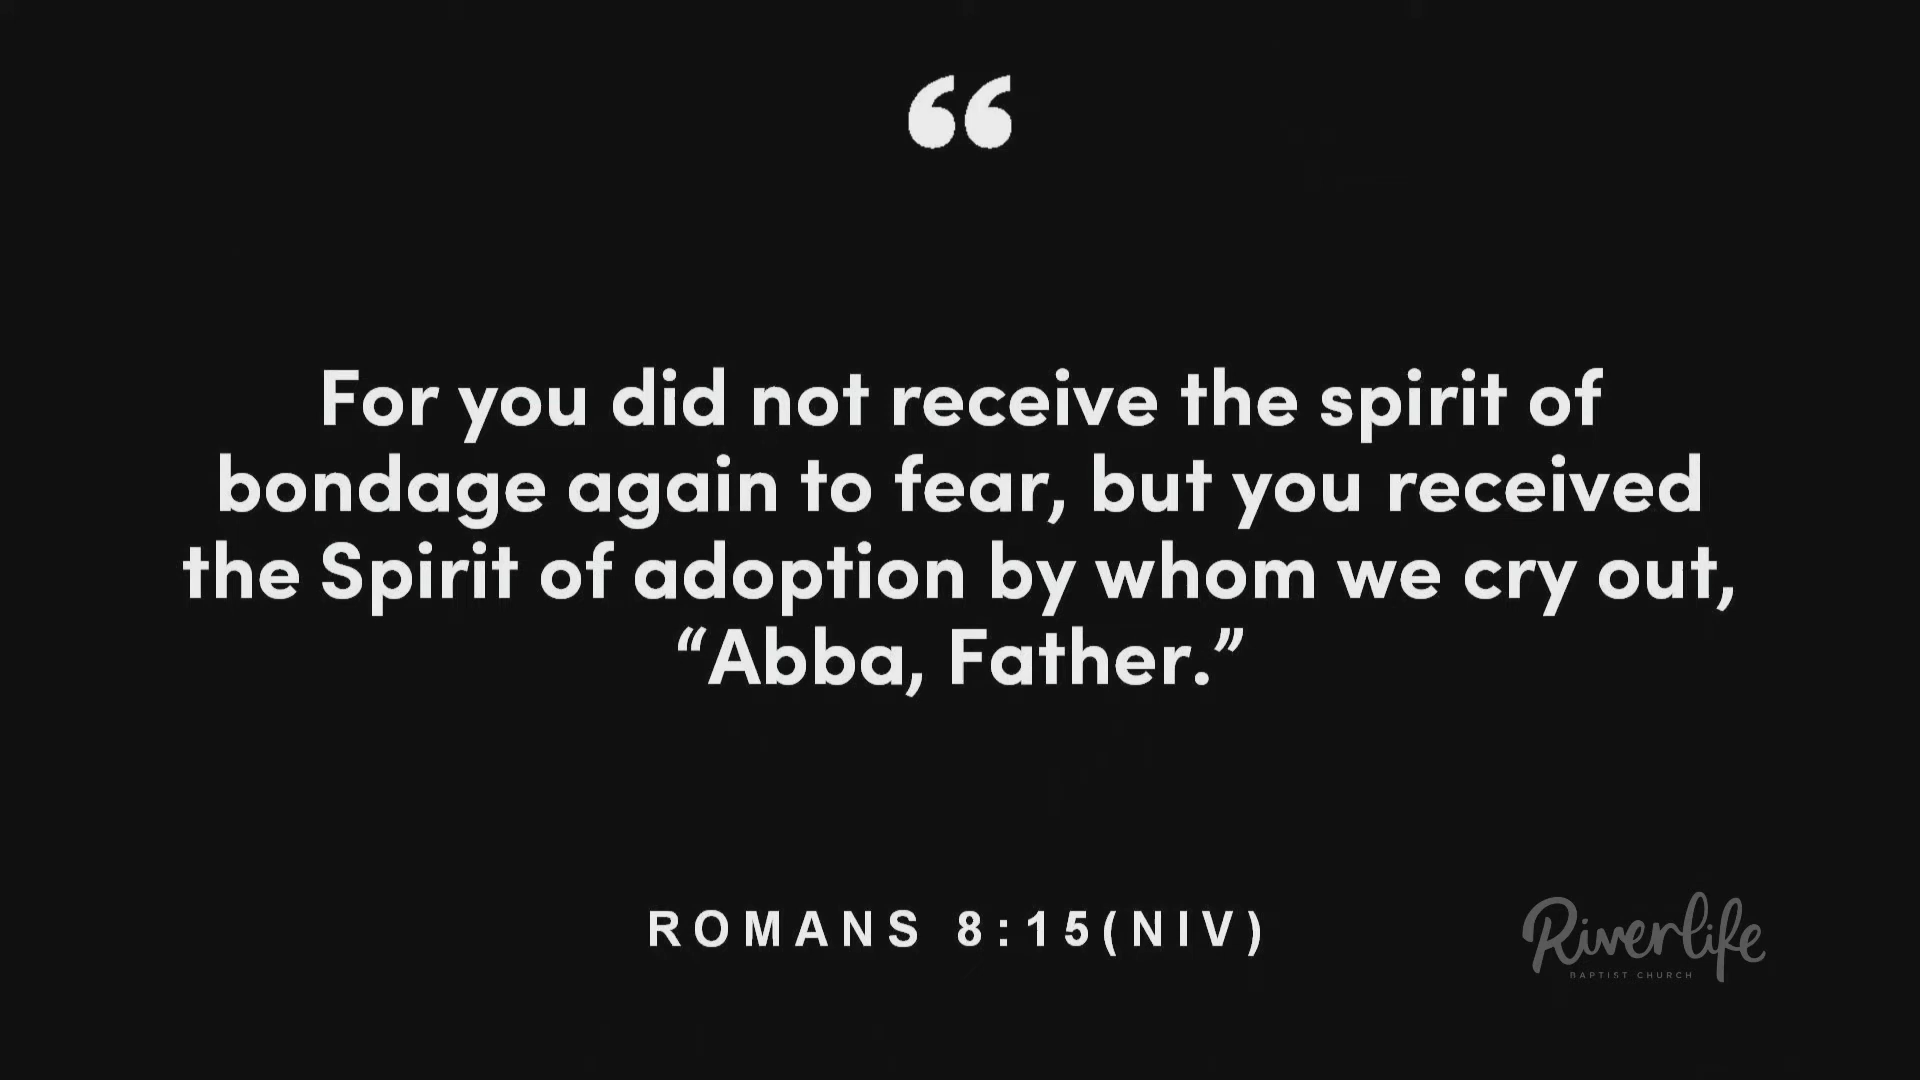 “
For you did not receive the spirit of
bondage again to fear, but you received
the Spirit of adoption by whom we cry out,
“Abba, Father.”
ROMANS 8:15(NIV)
Riverlife
BAPTIST CHURCH